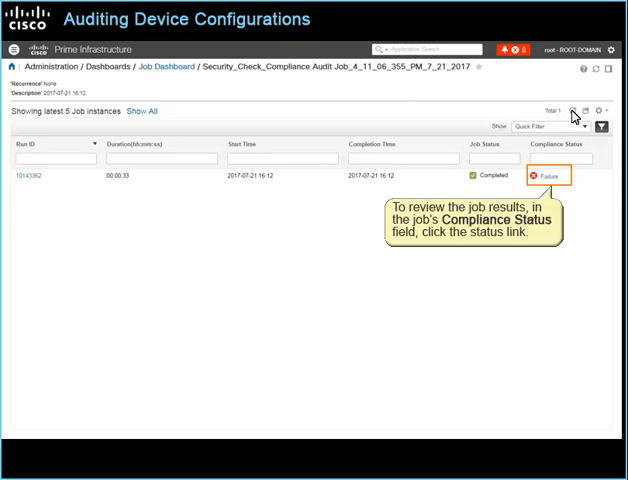 CISCO
Auditing Device Configurations
CISCO
Prime Infrastructure
Application Search
8
root - ROOT-DOMAIN
Administration / Dashboards / Job Dashboard / Security_Check_Compliance Audit Job_4_11_06_355_PM_7_21_2017
'Recurrence' None
'Description' 2017-07-21 16:12
Showing latest 5 Job instances Show All
Total 1
Show Quick Filter
Run ID Duration(hh:mm:ss) Start Time Completion Time Job Status Compliance Status
10143362 00:00:33 2017-07-21 16:12 2017-07-21 16:12 Completed Failure
To review the job results, in
the job's Compliance Status
field, click the status link.